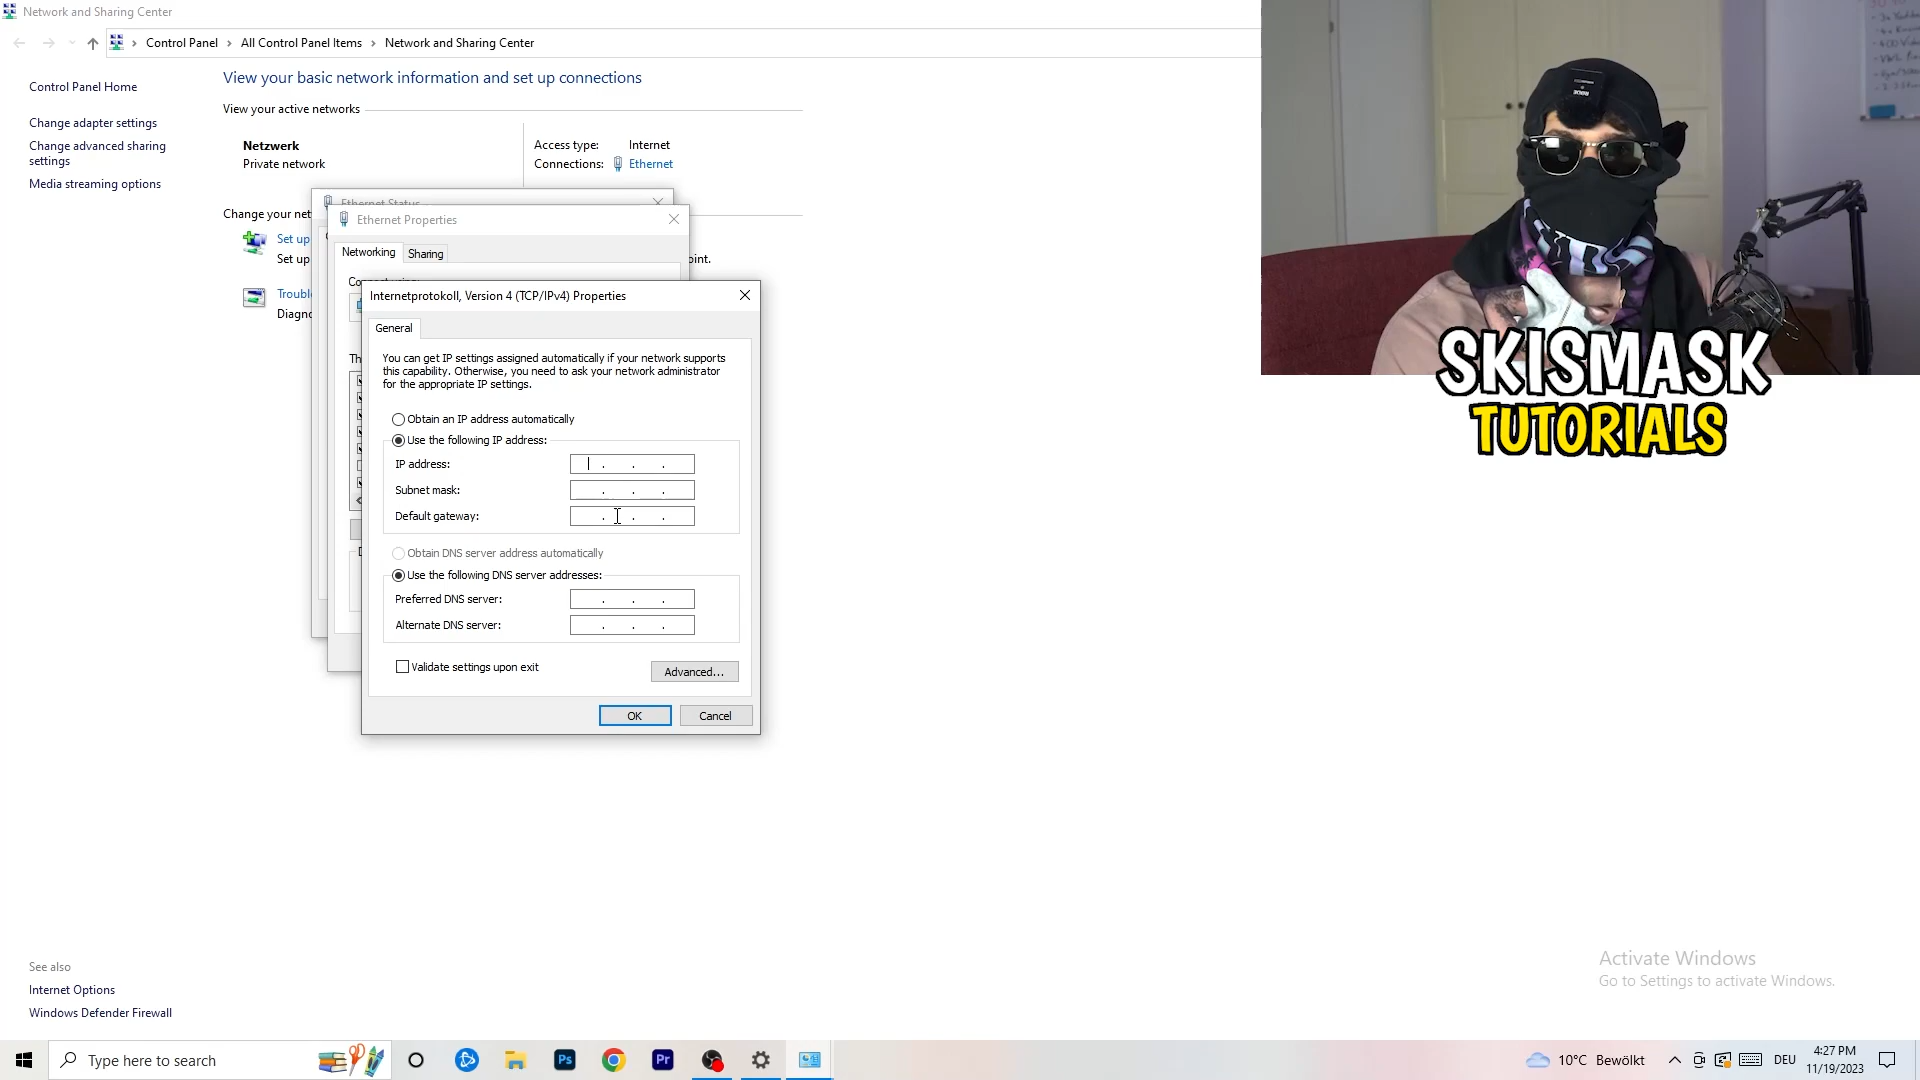 Network and Sharing Center
Control Panel > All Control Panel Items > Network and Sharing Center
Control Panel Home
Change adapter settings
Change advanced sharing
settings
Media streaming options
View your basic network information and set up connections
View your active networks
Netzwerk
Private network
Access type: Internet
Connections: Ethernet
Change your net
Set up
Set up
oint.
Troubl
Diagno
Ethernet Status
Ethernet Properties
Networking
Sharing
Internetprotokoll, Version 4 (TCP/IPv4) Properties
General
You can get IP settings assigned automatically if your network supports
this capability. Otherwise, you need to ask your network administrator
for the appropriate IP settings.
Obtain an IP address automatically
Use the following IP address:
IP address:
Subnet mask:
Default gateway:
Obtain DNS server address automatically
Use the following DNS server addresses:
Preferred DNS server:
Alternate DNS server:
Validate settings upon exit
Advanced...
OK
Cancel
SKISMASK
TUTORIALS
See also
Internet Options
Windows Defender Firewall
Activate Windows
Go to Settings to activate Windows.
Type here to search
Ps
Pr
10°C Bewölkt
DEU
4:27 PM
11/19/2023